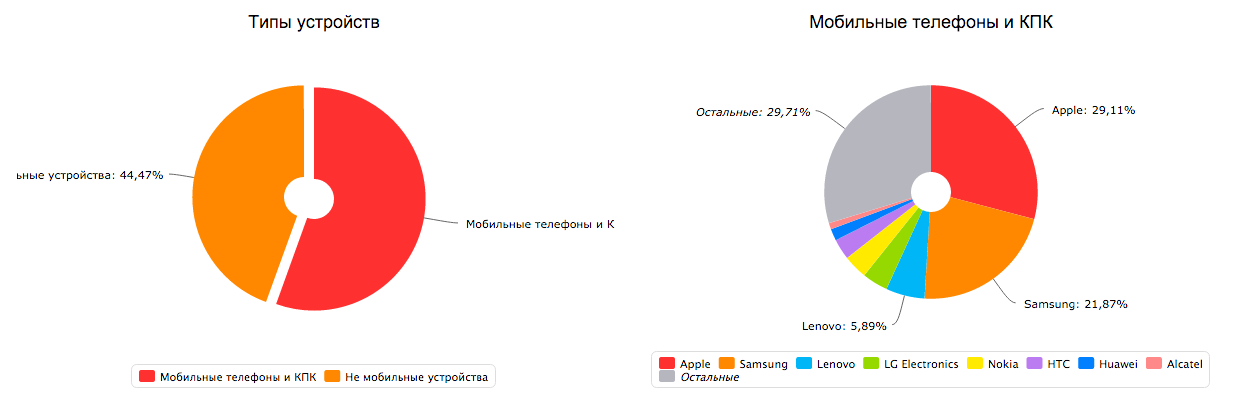 Типы устройств
ьные устройства: 44,47%
Мобильные телефоны и К
Мобильные телефоны и КПК Не мобильные устройства
Мобильные телефоны и КПК
Остальные: 29,71%
Apple: 29,11%
Samsung: 21,87%
Lenovo: 5,89%
Apple Samsung Lenovo LG Electronics Nokia HTC Huawei Alcatel
Остальные